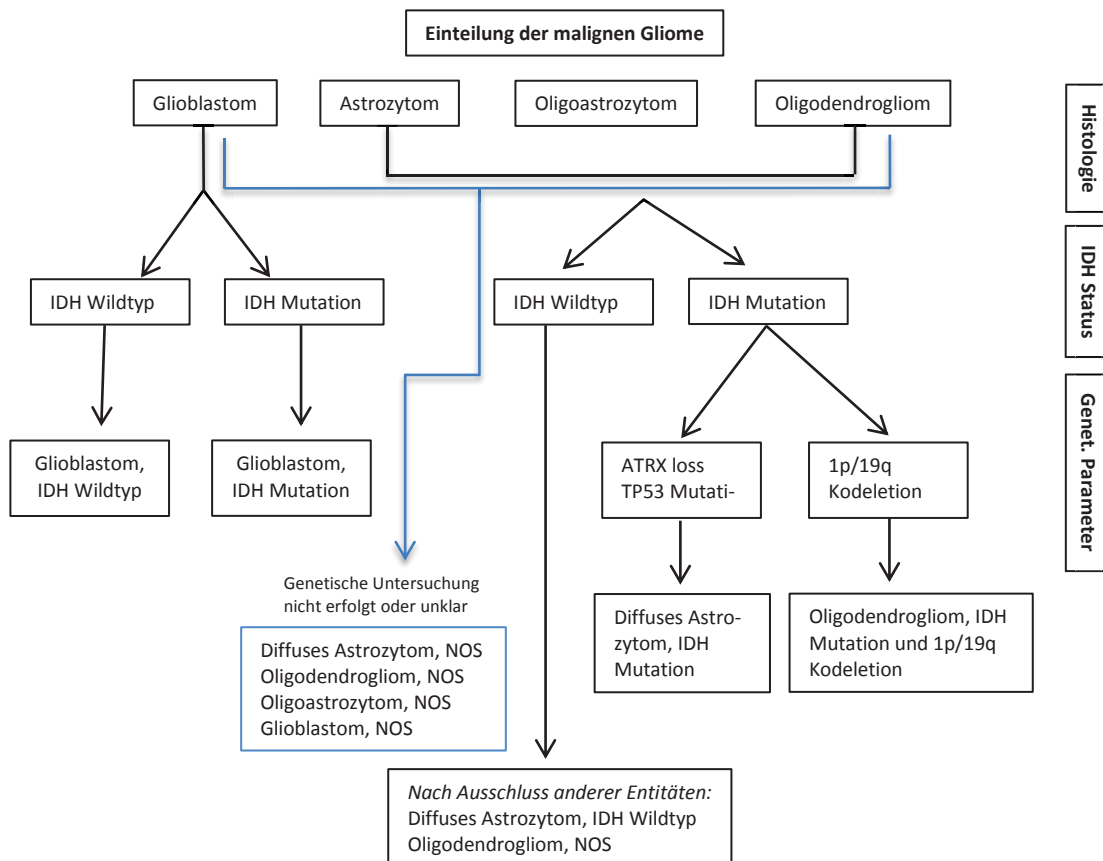 Einteilung der malignen Gliome
Glioblastom
Astrozytom
Oligoastrozytom
Oligodendrogliom
Histologie
IDH Wildtyp
IDH Mutation
IDH Wildtyp
IDH Mutation
IDH Status
Glioblastom,
IDH Wildtyp
Glioblastom,
IDH Mutation
ATRX loss
TP53 Mutati-
1p/19q
Kodeletion
Genet. Parameter
Genetische Untersuchung
nicht erfolgt oder unklar
Diffuses Astrozytom, NOS
Oligodendrogliom, NOS
Oligoastrozytom, NOS
Glioblastom, NOS
Diffuses Astro-
zytom, IDH
Mutation
Oligodendrogliom, IDH
Mutation und 1p/19q
Kodeletion
Nach Ausschluss anderer Entitäten:
Diffuses Astrozytom, IDH Wildtyp
Oligodendrogliom, NOS